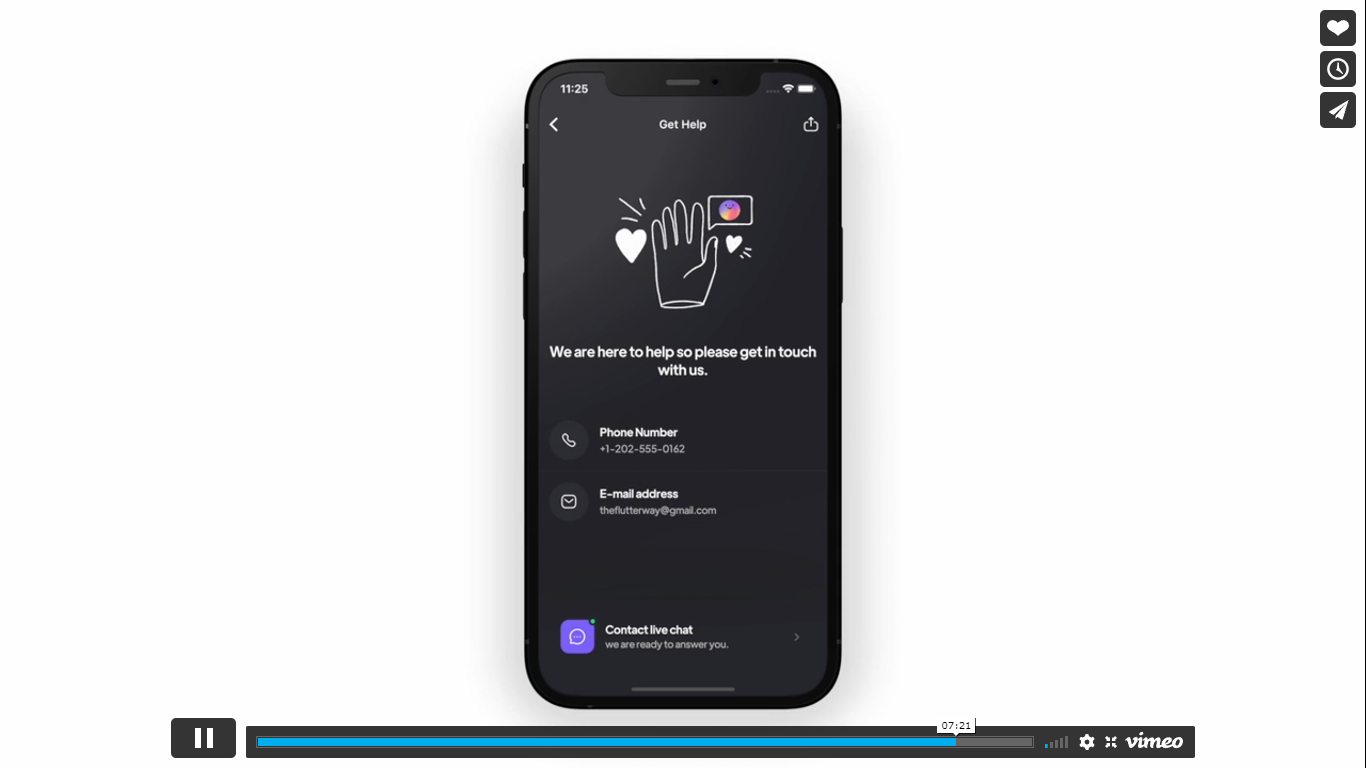 11:25
Get Help
We are here to help so please get in touch
with us.
Phone Number
+1-202-555-0162
E-mail address
theflutterway@gmail.com
Contact live chat
we are ready to answer you.
07:21
vimeo